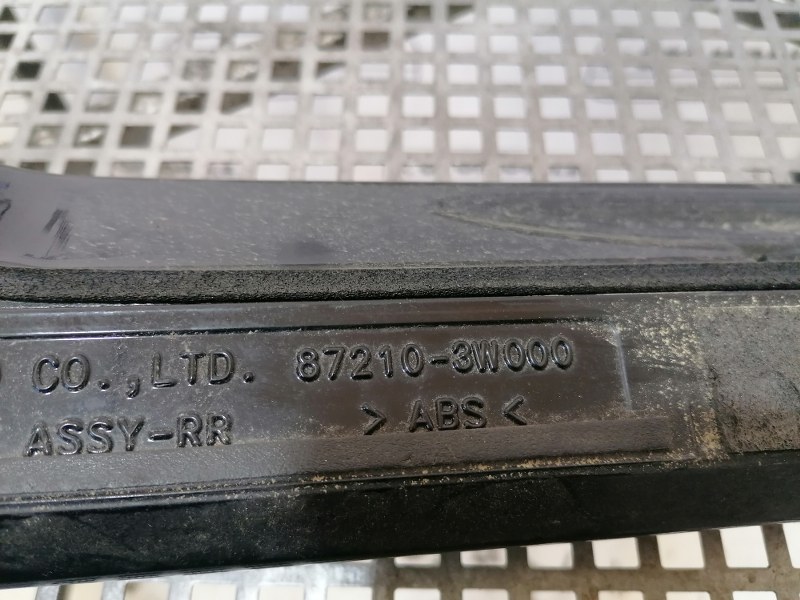 CO.,LTD. 87210-3W000
ASSY-RR >ABS<